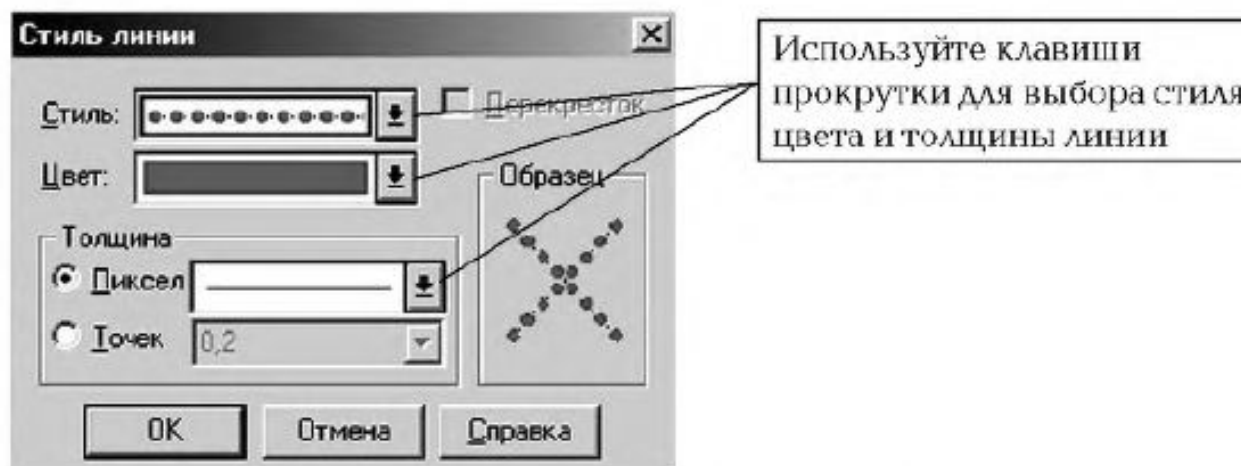 Стиль линии
Стиль:
Перекресток
Цвет:
Образец
Толщина
Пиксел
Точек
0,2
OK
Отмена
Справка
Используйте клавиши
прокрутки для выбора стиля
цвета и толщины линии